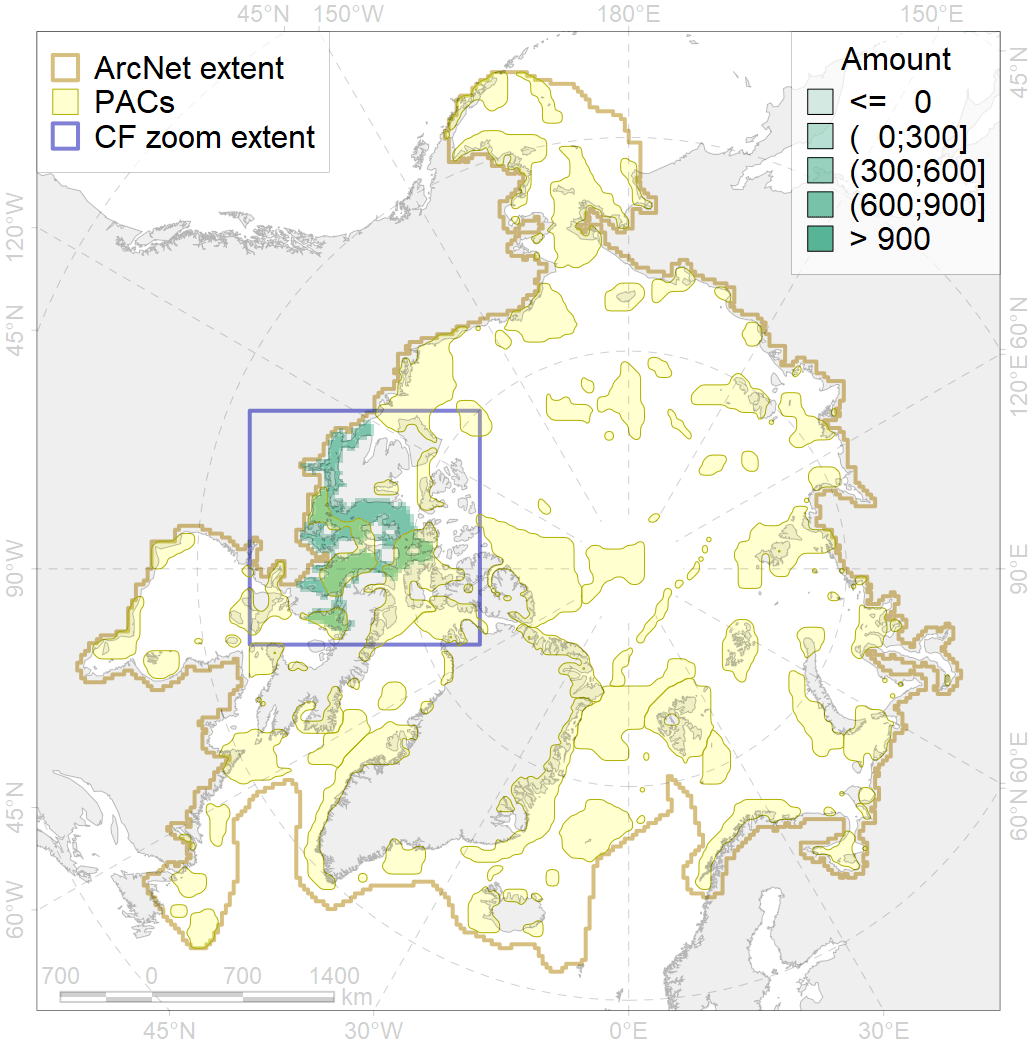 45°N 150°W 180°E 150°E
ArcNet extent
PACs
CF zoom extent
Amount
<= 0
( 0;300]
(300;600]
(600;900]
> 900
45°N
120°W
45°N
90°W
45°N
60°W
60°N
120°E
90°E
60°E
60°N
700 0 700 1400
km
45°N 30°W 0°E 30°E